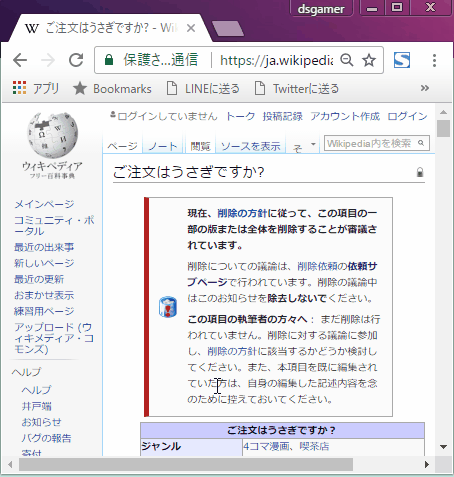 dsgamer
ご注文はうさぎですか? - Wiki
保護さ...通信
https://ja.wikipedia
アプリ
Bookmarks
LINEに送る
Twitterに送る
»
ログインしていません トーク 投稿記録 アカウント作成 ログイン
ページ ノート 閲覧 ソースを表示 そ
Wikipedia内を検索
ウィキペディア
フリー百科事典
メインページ
コミュニティ・ポー
タル
最近の出来事
新しいページ
最近の更新
おまかせ表示
練習用ページ
アップロード (ウ
ィキメディア・コ
モンズ)
ヘルプ
ヘルプ
井戸端
お知らせ
バグの報告
寄付
ご注文はうさぎですか?
現在、削除の方針に従って、この項目の一
部の版または全体を削除することが審議さ
れています。
削除についての議論は、削除依頼の依頼サ
ブページで行われています。削除の議論中
はこのお知らせを除去しないでください。
この項目の執筆者の方々へ： まだ削除は行
われていません。削除に対する議論に参加
し、削除の方針に該当するかどうか検討し
てください。また、本項目を既に編集され
ていた方は、自身の編集した記述内容を念
のために控えておいてください。
ご注文はうさぎですか？
ジャンル 4コマ漫画、喫茶店